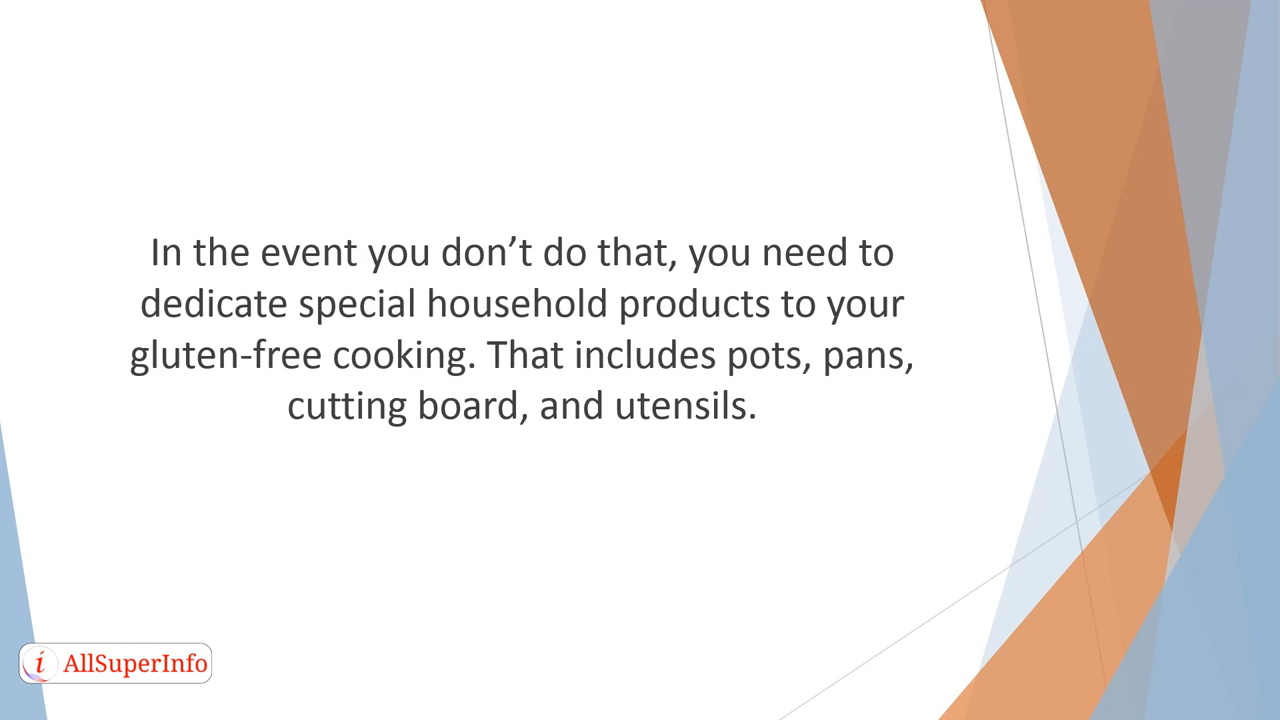 In the event you don’t do that, you need to
dedicate special household products to your
gluten-free cooking. That includes pots, pans,
cutting board, and utensils.
i AllSuperInfo